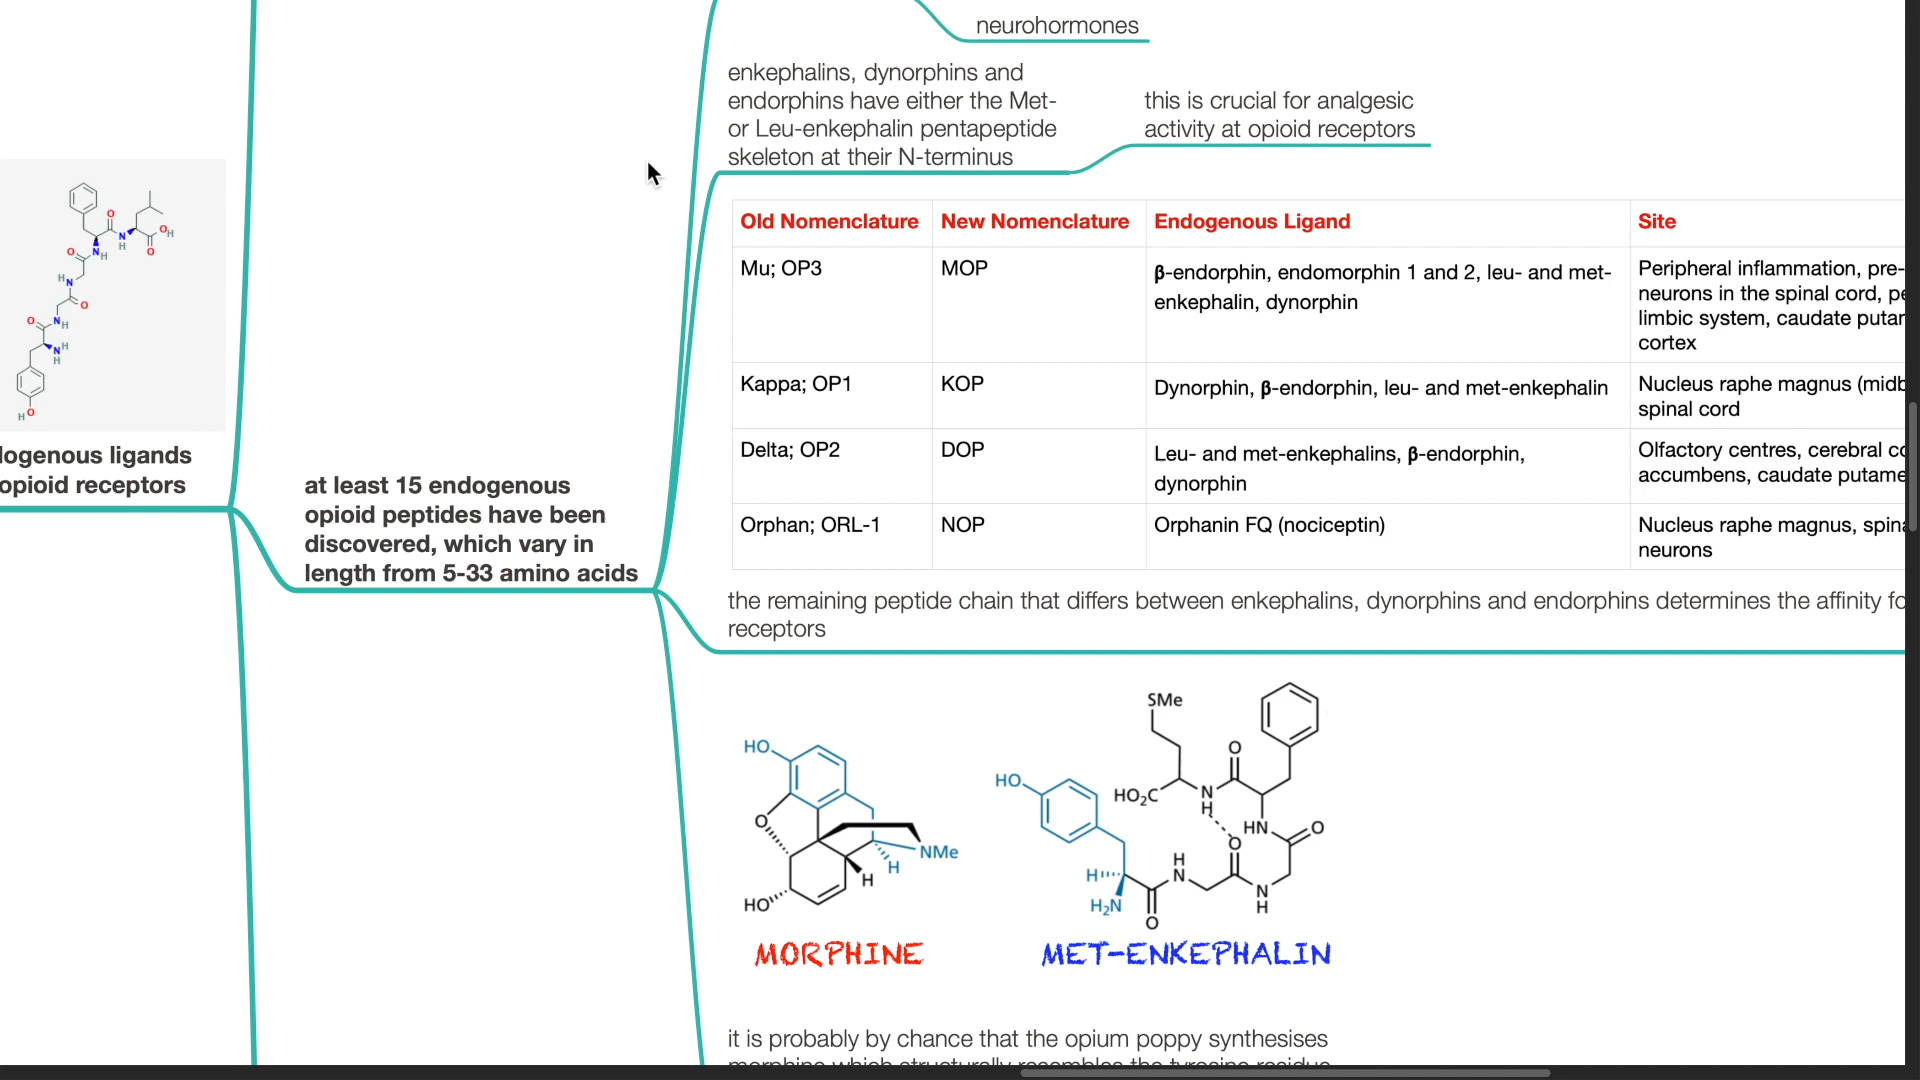 neurohormones
enkephalins, dynorphins and
endorphins have either the Met-
or Leu-enkephalin pentapeptide
skeleton at their N-terminus
this is crucial for analgesic
activity at opioid receptors
Old Nomenclature New Nomenclature Endogenous Ligand Site
Mu; OP3 MOP β-endorphin, endomorphin 1 and 2, leu- and met-
enkephalin, dynorphin
Peripheral inflammation, pre-
neurons in the spinal cord,
limbic system, caudate
cortex
Kappa; OP1 KOP Dynorphin, β-endorphin, leu- and met-enkephalin
Nucleus raphe magnus
spinal cord
Delta; OP2 DOP Leu- and met-enkephalins, β-endorphin,
dynorphin
Olfactory centres, cerebral
accumbens, caudate
Orphan; ORL-1 NOP Orphanin FQ (nociceptin)
Nucleus raphe magnus,
neurons
the remaining peptide chain that differs between enkephalins, dynorphins and endorphins determines the affinity
receptors
O
O
N
H
OH
O
O
N
H
H
N
O
O
N
H
N
H
H
H
O
logenous ligands
opioid receptors
at least 15 endogenous
opioid peptides have been
discovered, which vary in
length from 5-33 amino acids
HO
O
NMe
H
H
HO
MORPHINE
SMe
O
HO
HO₂C
N
H
HN
O
O
H
H
N
N
H
H₂N
O
MET-ENKEPHALIN
it is probably by chance that the opium poppy synthesises
morphine which structurally resembles the tyrosine residue